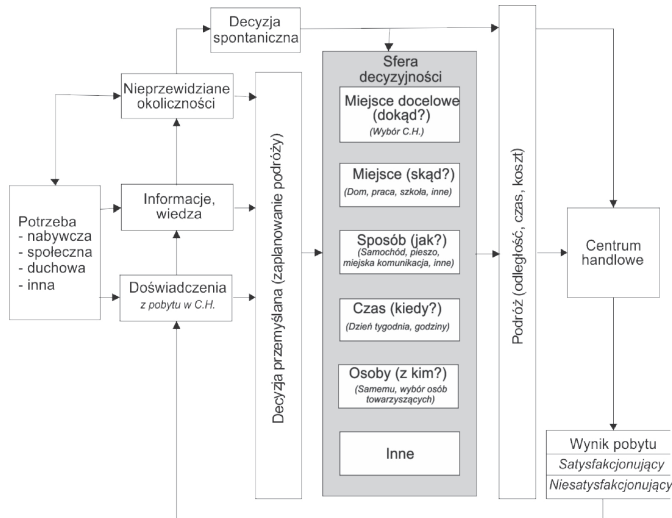 Decyzja
spontaniczna
Nieprzewidziane
okoliczności
Potrzeba
- nabywcza
- społeczna
- duchowa
- inna
Informacje,
wiedza
Doświadczenia
z pobytu w C.H.
Decyzja przemyślana (zaplanowanie podróży)
Sfera
decyzyjności
Miejsce docelowe
(dokąd?)
(Wybór C.H.)
Miejsce (skąd?)
(Dom, praca, szkoła, inne)
Sposób (jak?)
(Samochód, pieszo,
miejska komunikacja, inne)
Czas (kiedy?)
(Dzień tygodnia, godziny)
Osoby (z kim?)
(Samemu, wybór osób
towarzyszących)
Inne
Podróż (odległość, czas, koszt)
Centrum
handlowe
Wynik pobytu
Satysfakcjonujący
Niesatysfakcjonujący